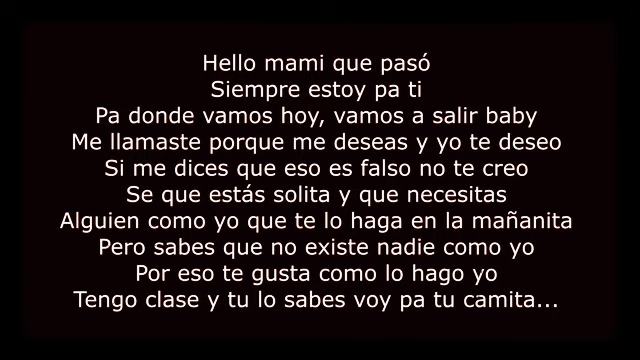 Hello mami que pasó
Siempre estoy pa ti
Pa donde vamos hoy, vamos a salir baby
Me llamaste porque me deseas y yo te deseo
Si me dices que eso es falso no te creo
Se que estás solita y que necesitas
Alguien como yo que te lo haga en la mañanita
Pero sabes que no existe nadie como yo
Por eso te gusta como lo hago yo
Tengo clase y tu lo sabes voy pa tu camita...